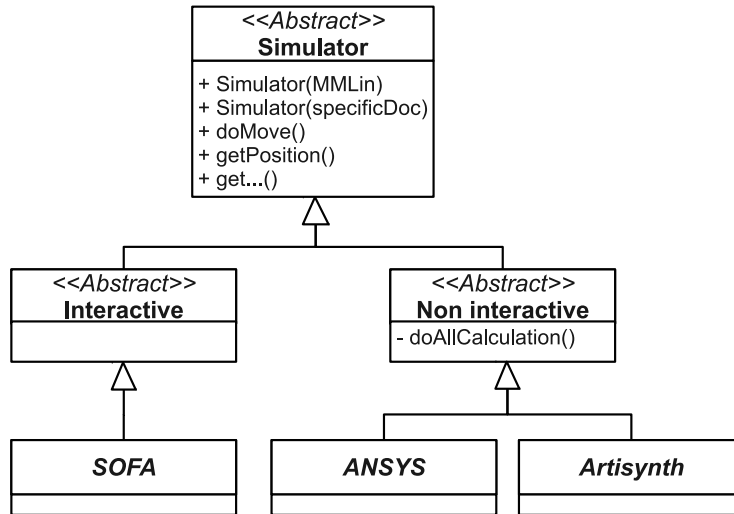 <<Abstract>>
Simulator
+ Simulator(MMLin)
+ Simulator(specificDoc)
+ doMove()
+ getPosition()
+ get...()
<<Abstract>>
Interactive
<<Abstract>>
Non interactive
- doAllCalculation()
SOFA
ANSYS
Artisynth